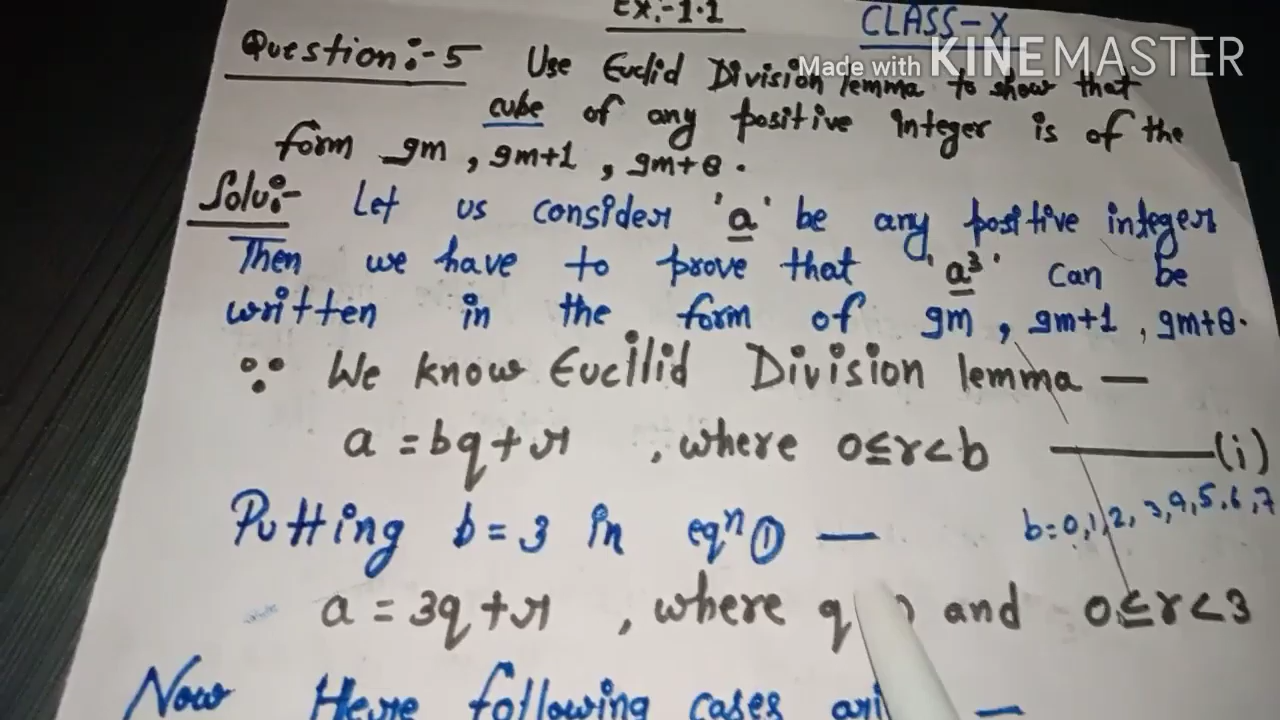 Ex:-1.1
CLASS-X
Made with KINEMASTER
Question:-5 Use Euclid Division lemma to show that
cube of any positive integer is of the
form 9m, 9m+1, 9m+8.
Solu:- Let us consider 'a' be any positive integer
Then we have to prove that 'a³' can be
written in the form of 9m, 9m+1, 9m+8.
∵ We know Eucilid Division lemma —
a = bq + r , where 0≤r<b ——— (i)
Putting b = 3 in eqⁿ ① —
b=0,1,2,3,4,5,6,7
a = 3q + r , where q and 0≤r<3
Now Here following cases —